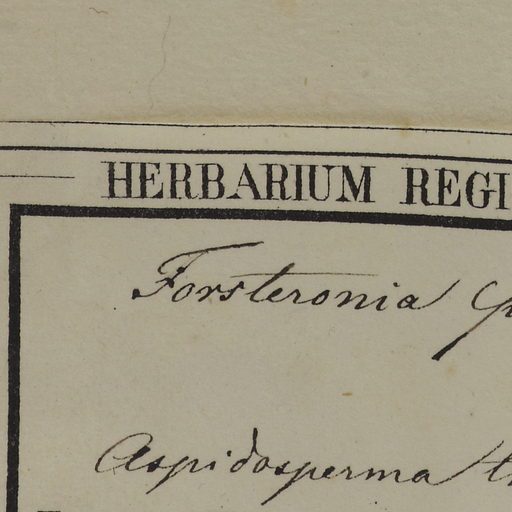 HERBARIUM REGI
Forsteronia
Aspidosperma